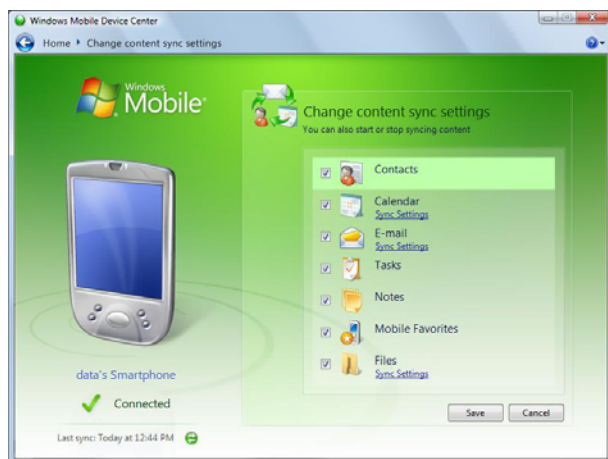 Windows Mobile Device Center
Home ▸ Change content sync settings
Windows
Mobile®
Change content sync settings
You can also start or stop syncing content
Contacts
Calendar
Sync Settings
E-mail
Sync Settings
Tasks
Notes
Mobile Favorites
Files
Sync Settings
data's Smartphone
Connected
Last sync: Today at 12:44 PM
Save
Cancel